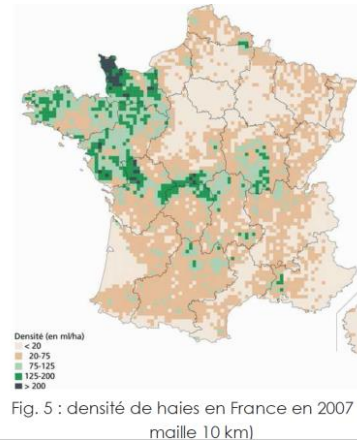 Densité (en ml/ha)
< 20
20-75
75-125
125-200
> 200
Fig. 5 : densité de haies en France en 2007
maille 10 km)